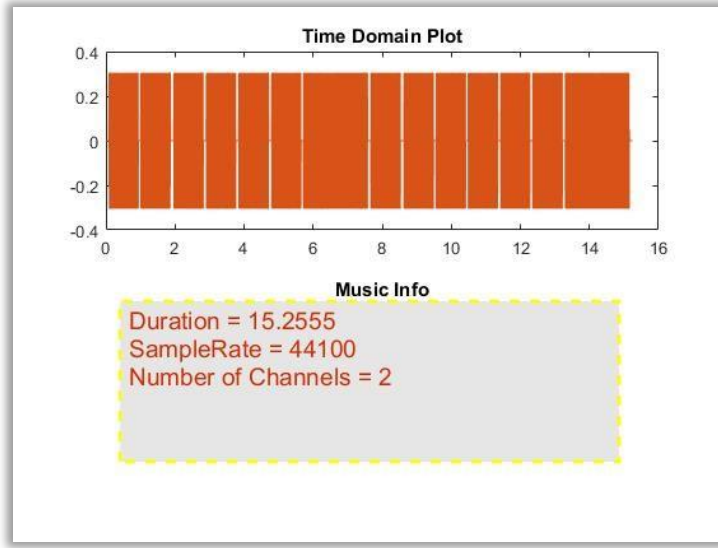 Time Domain Plot
0.4
0.2
0
-0.2
-0.4
0 2 4 6 8 10 12 14 16
Music Info
Duration = 15.2555
SampleRate = 44100
Number of Channels = 2